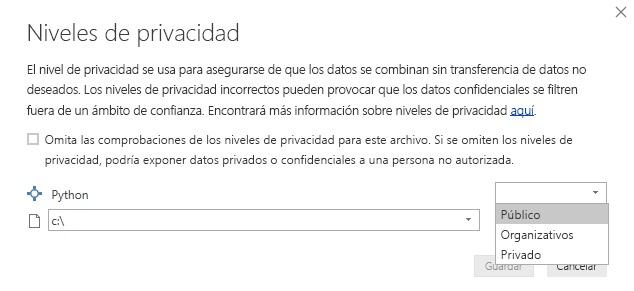 Niveles de privacidad
El nivel de privacidad se usa para asegurarse de que los datos se combinan sin transferencia de datos no
deseados. Los niveles de privacidad incorrectos pueden provocar que los datos confidenciales se filtren
fuera de un ámbito de confianza. Encontrará más información sobre niveles de privacidad aquí.
Omita las comprobaciones de los niveles de privacidad para este archivo. Si se omiten los niveles de
privacidad, podría exponer datos privados o confidenciales a una persona no autorizada.
Python
c:\
Público
Organizativos
Privado
Guardar Cancelar